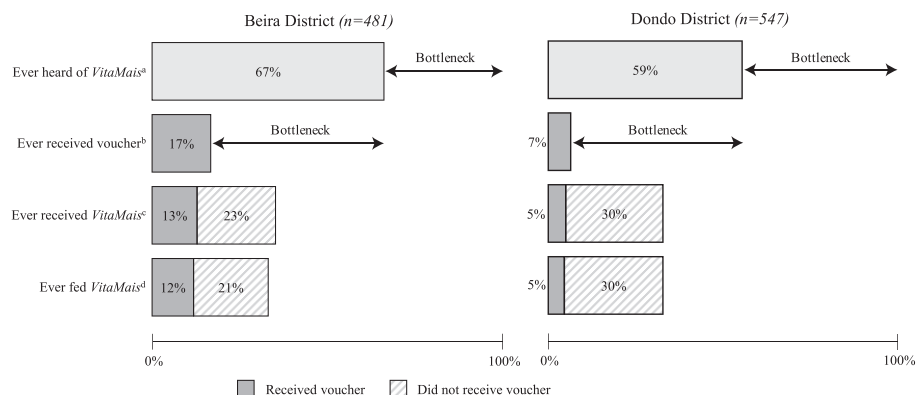 Beira District (n=481)
Dondo District (n=547)
Ever heard of VitaMaisᵃ
67%
Bottleneck
59%
Bottleneck
Ever received voucherᵇ
17%
Bottleneck
7%
Bottleneck
Ever received VitaMaisᶜ
13%
23%
5%
30%
Ever fed VitaMaisᵈ
12%
21%
5%
30%
0%
100%
0%
100%
Received voucher
Did not receive voucher